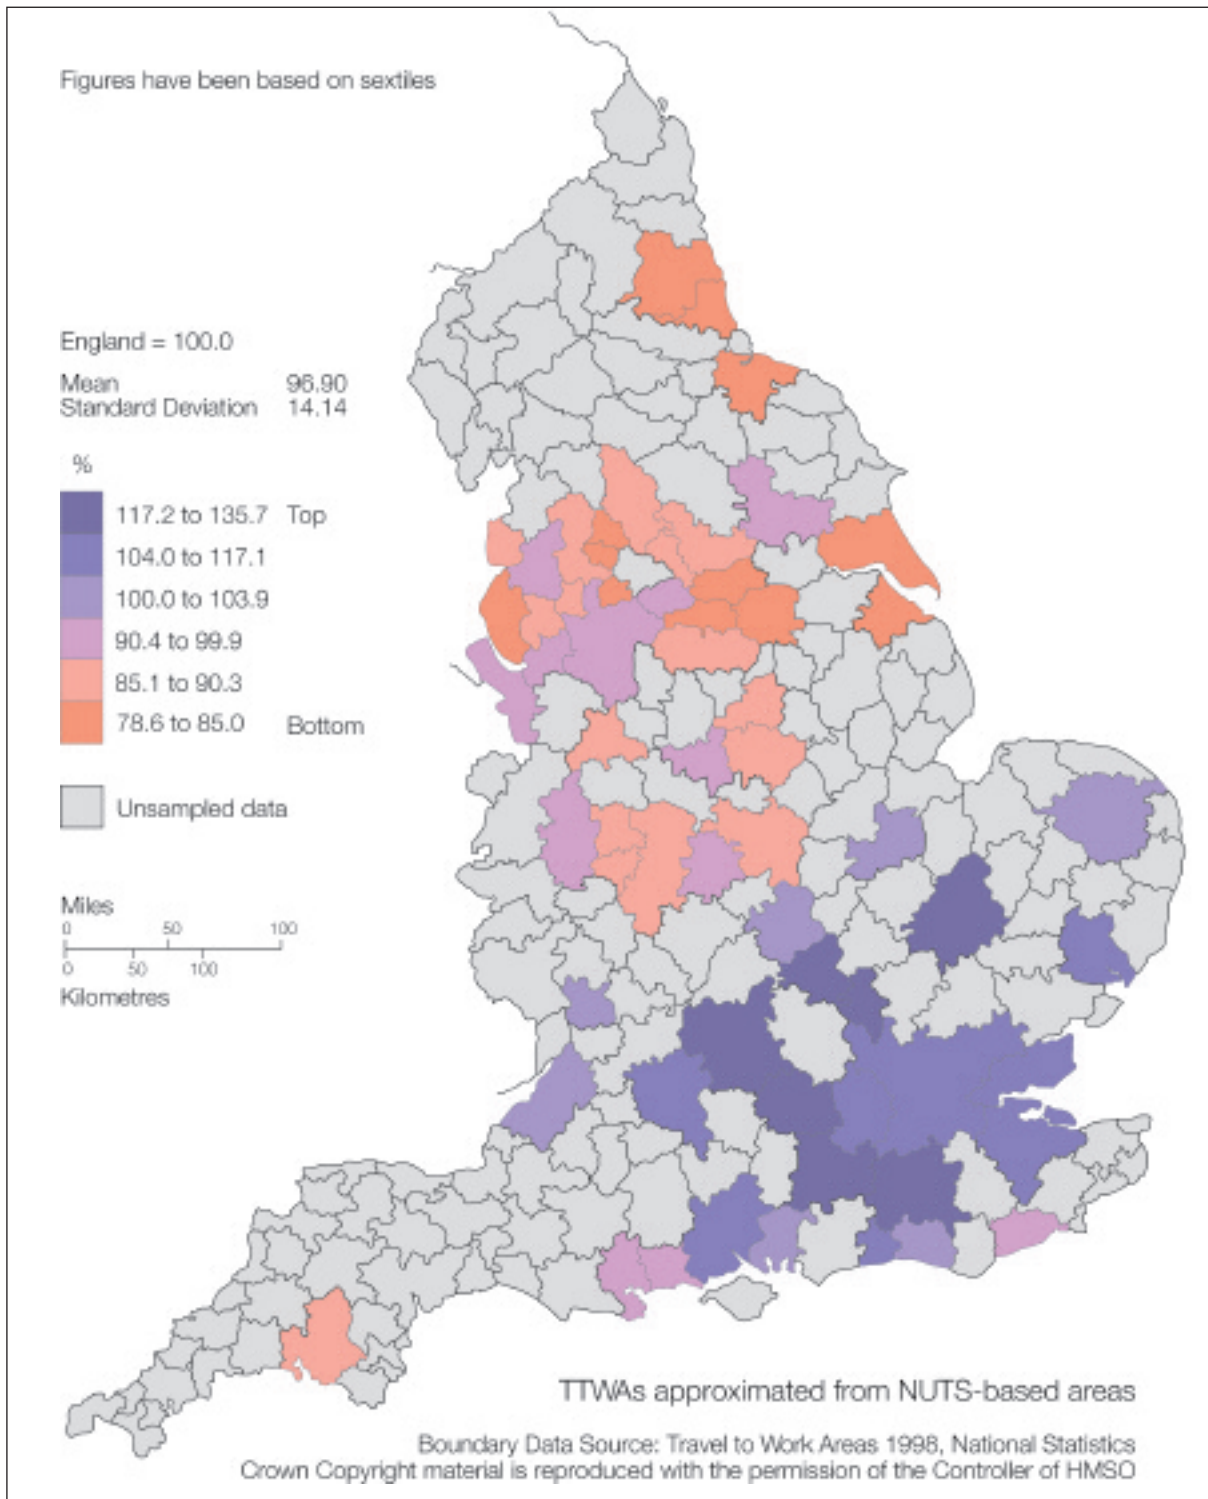 Figures have been based on sextiles
England = 100.0
Mean 96.90
Standard Deviation 14.14
%
117.2 to 135.7 Top
104.0 to 117.1
100.0 to 103.9
90.4 to 99.9
85.1 to 90.3
78.6 to 85.0 Bottom
Unsampled data
Miles
0 50 100
0 50 100
Kilometres
TTWAs approximated from NUTS-based areas
Boundary Data Source: Travel to Work Areas 1998, National Statistics
Crown Copyright material is reproduced with the permission of the Controller of HMSO